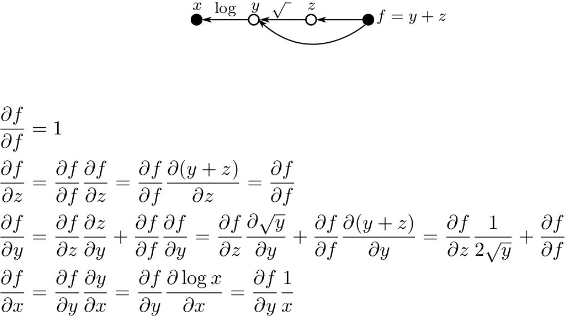 x log y √ z f = y + z
∂f/∂f = 1
∂f/∂z = ∂f/∂f ∂f/∂z = ∂f/∂f ∂(y + z)/∂z = ∂f/∂f
∂f/∂y = ∂f/∂z ∂z/∂y + ∂f/∂f ∂f/∂y = ∂f/∂z ∂√y/∂y + ∂f/∂f ∂(y + z)/∂y = ∂f/∂z 1/2√y + ∂f/∂f
∂f/∂x = ∂f/∂y ∂y/∂x = ∂f/∂y ∂ log x/∂x = ∂f/∂y 1/x